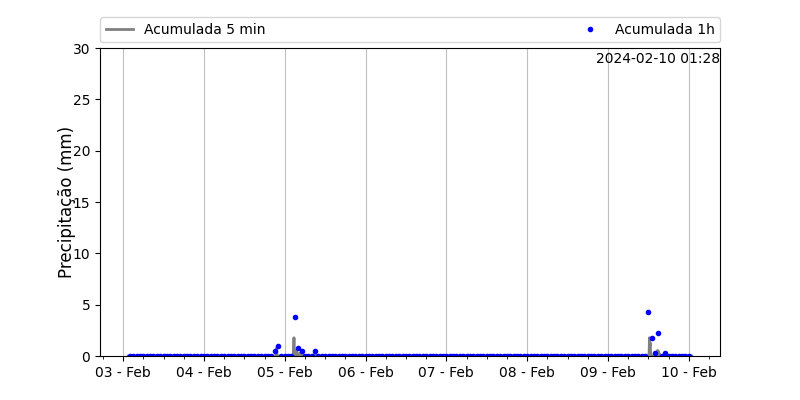 Acumulada 5 min
Acumulada 1h
2024-02-10 01:28
Precipitação (mm)
30
25
20
15
10
5
0
03 - Feb
04 - Feb
05 - Feb
06 - Feb
07 - Feb
08 - Feb
09 - Feb
10 - Feb